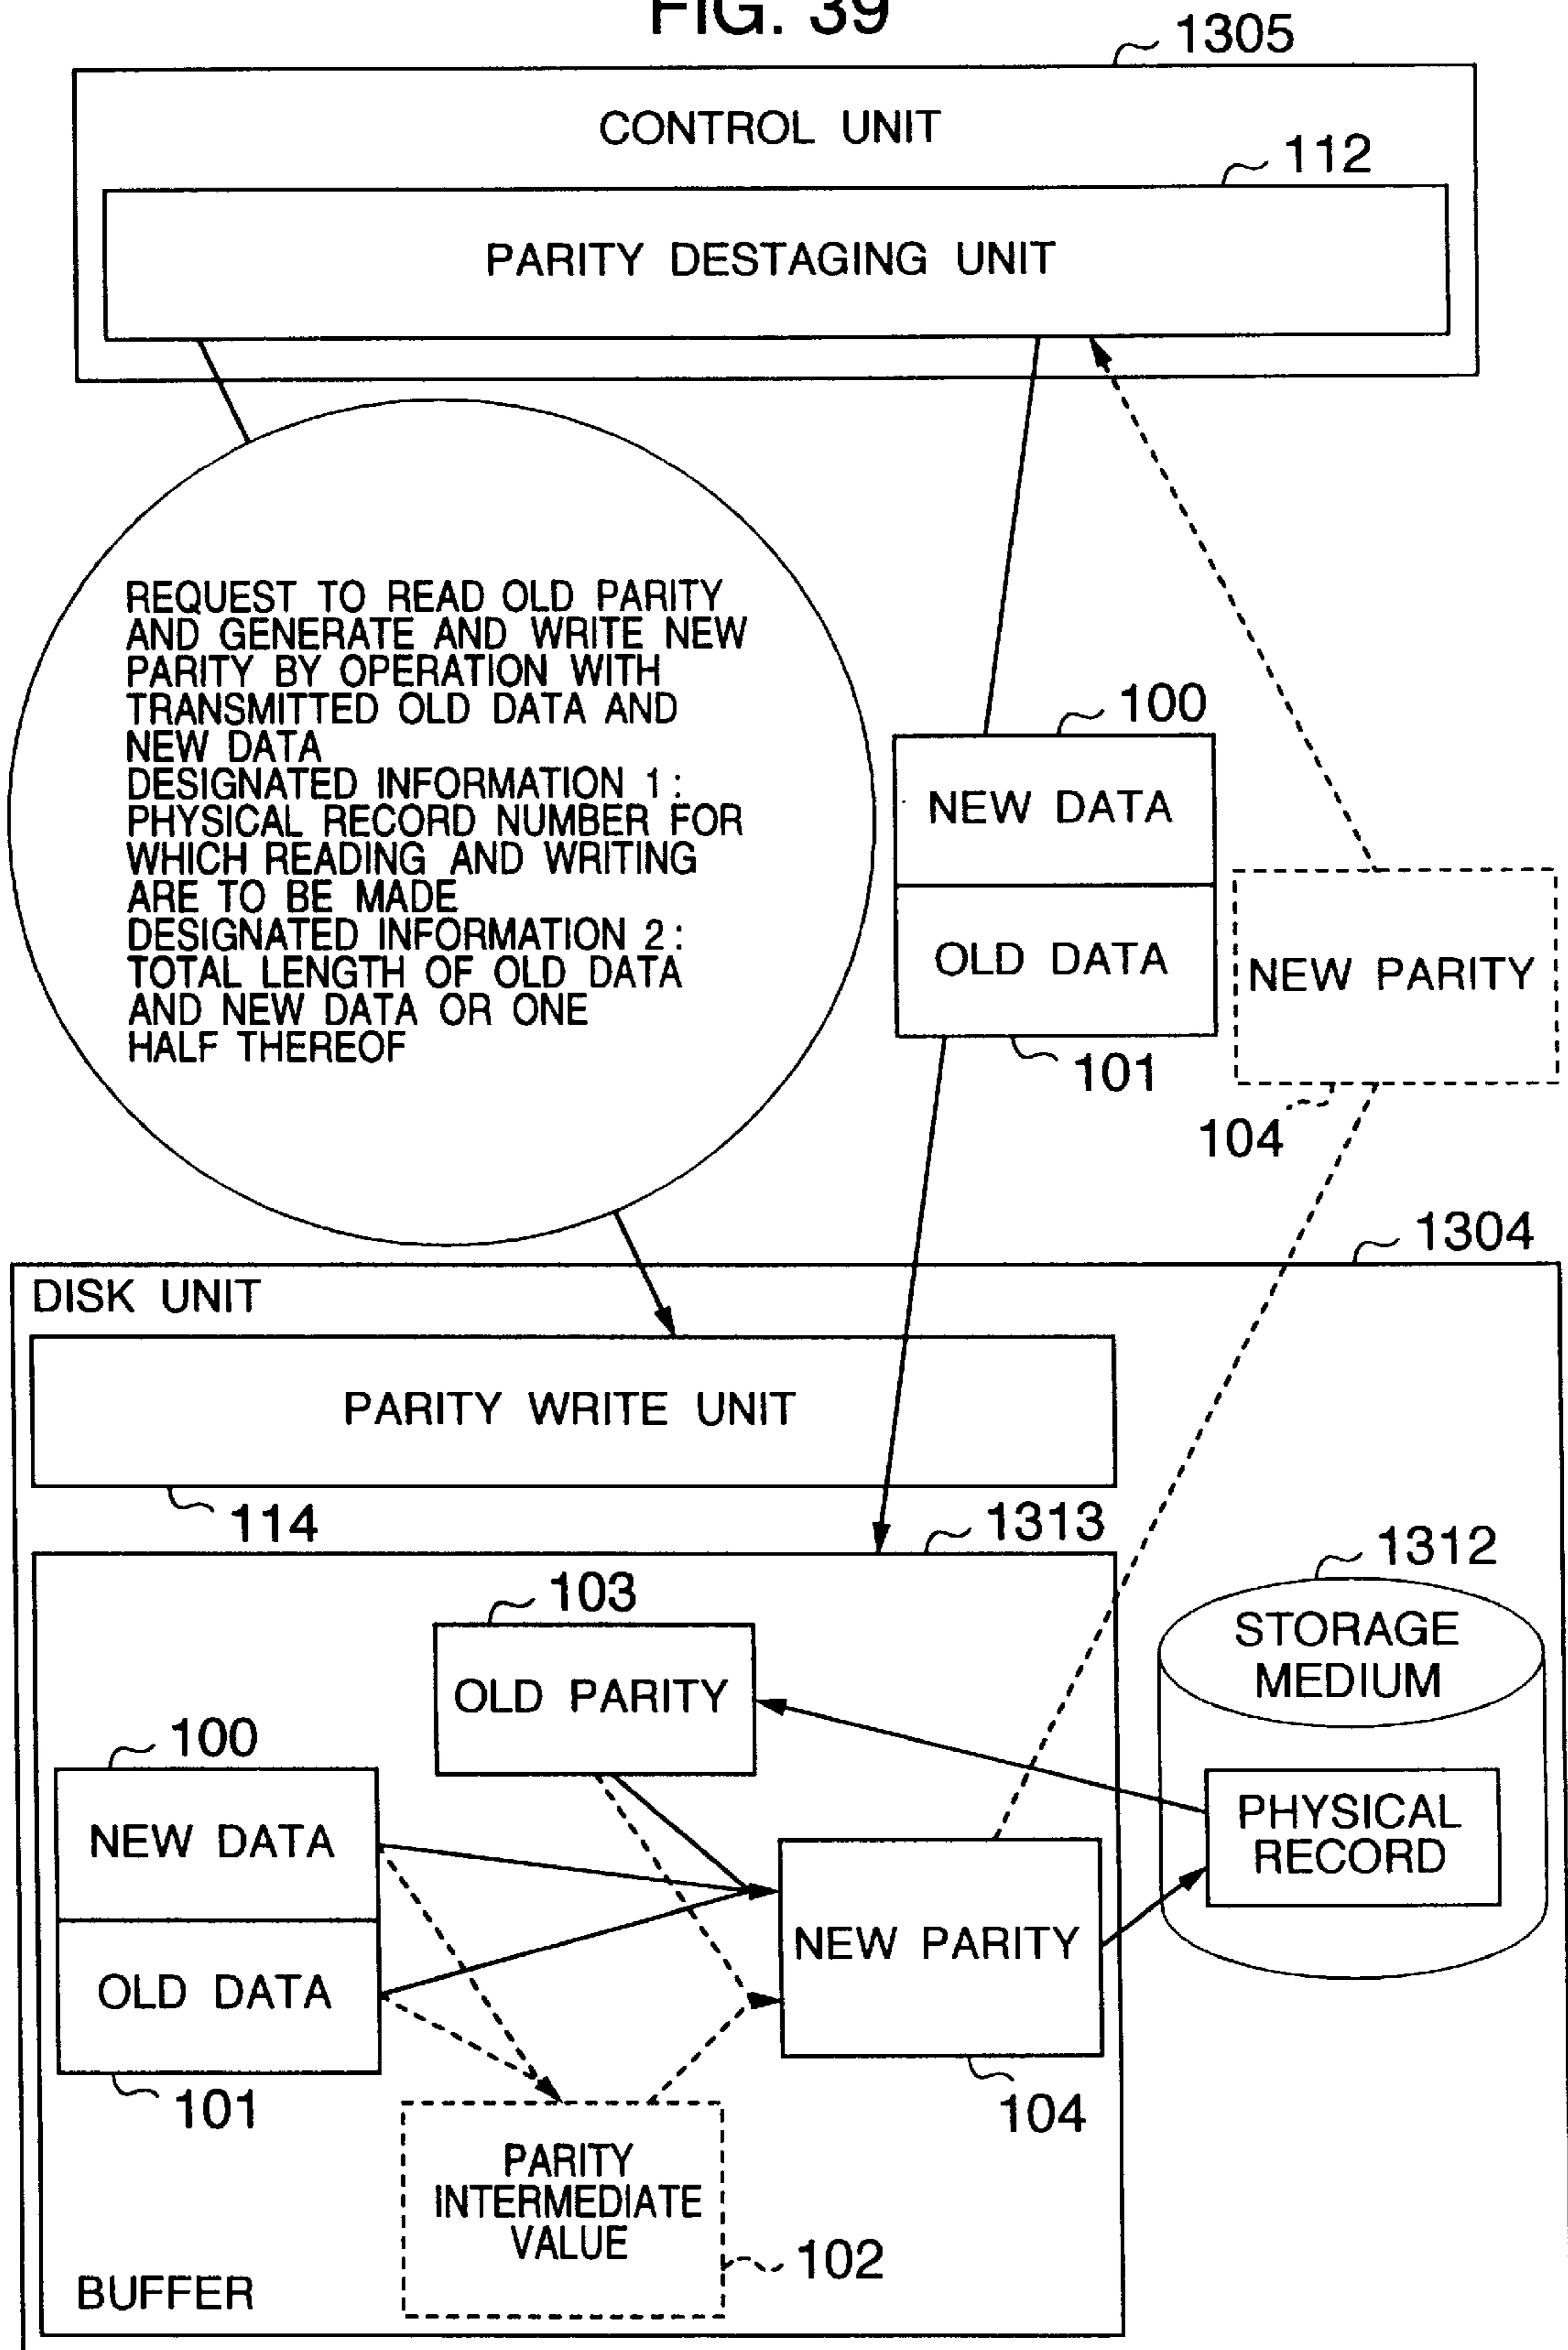 FIG. 39
1305
CONTROL UNIT
112
PARITY DESTAGING UNIT
REQUEST TO READ OLD PARITY
AND GENERATE AND WRITE NEW
PARITY BY OPERATION WITH
TRANSMITTED OLD DATA AND
NEW DATA
DESIGNATED INFORMATION 1:
PHYSICAL RECORD NUMBER FOR
WHICH READING AND WRITING
ARE TO BE MADE
DESIGNATED INFORMATION 2:
TOTAL LENGTH OF OLD DATA
AND NEW DATA OR ONE
HALF THEREOF
100
NEW DATA
OLD DATA
101
NEW PARITY
104
1304
DISK UNIT
PARITY WRITE UNIT
114
1313
1312
STORAGE
MEDIUM
103
OLD PARITY
100
NEW DATA
OLD DATA
101
PHYSICAL
RECORD
NEW PARITY
104
PARITY
INTERMEDIATE
VALUE
102
BUFFER